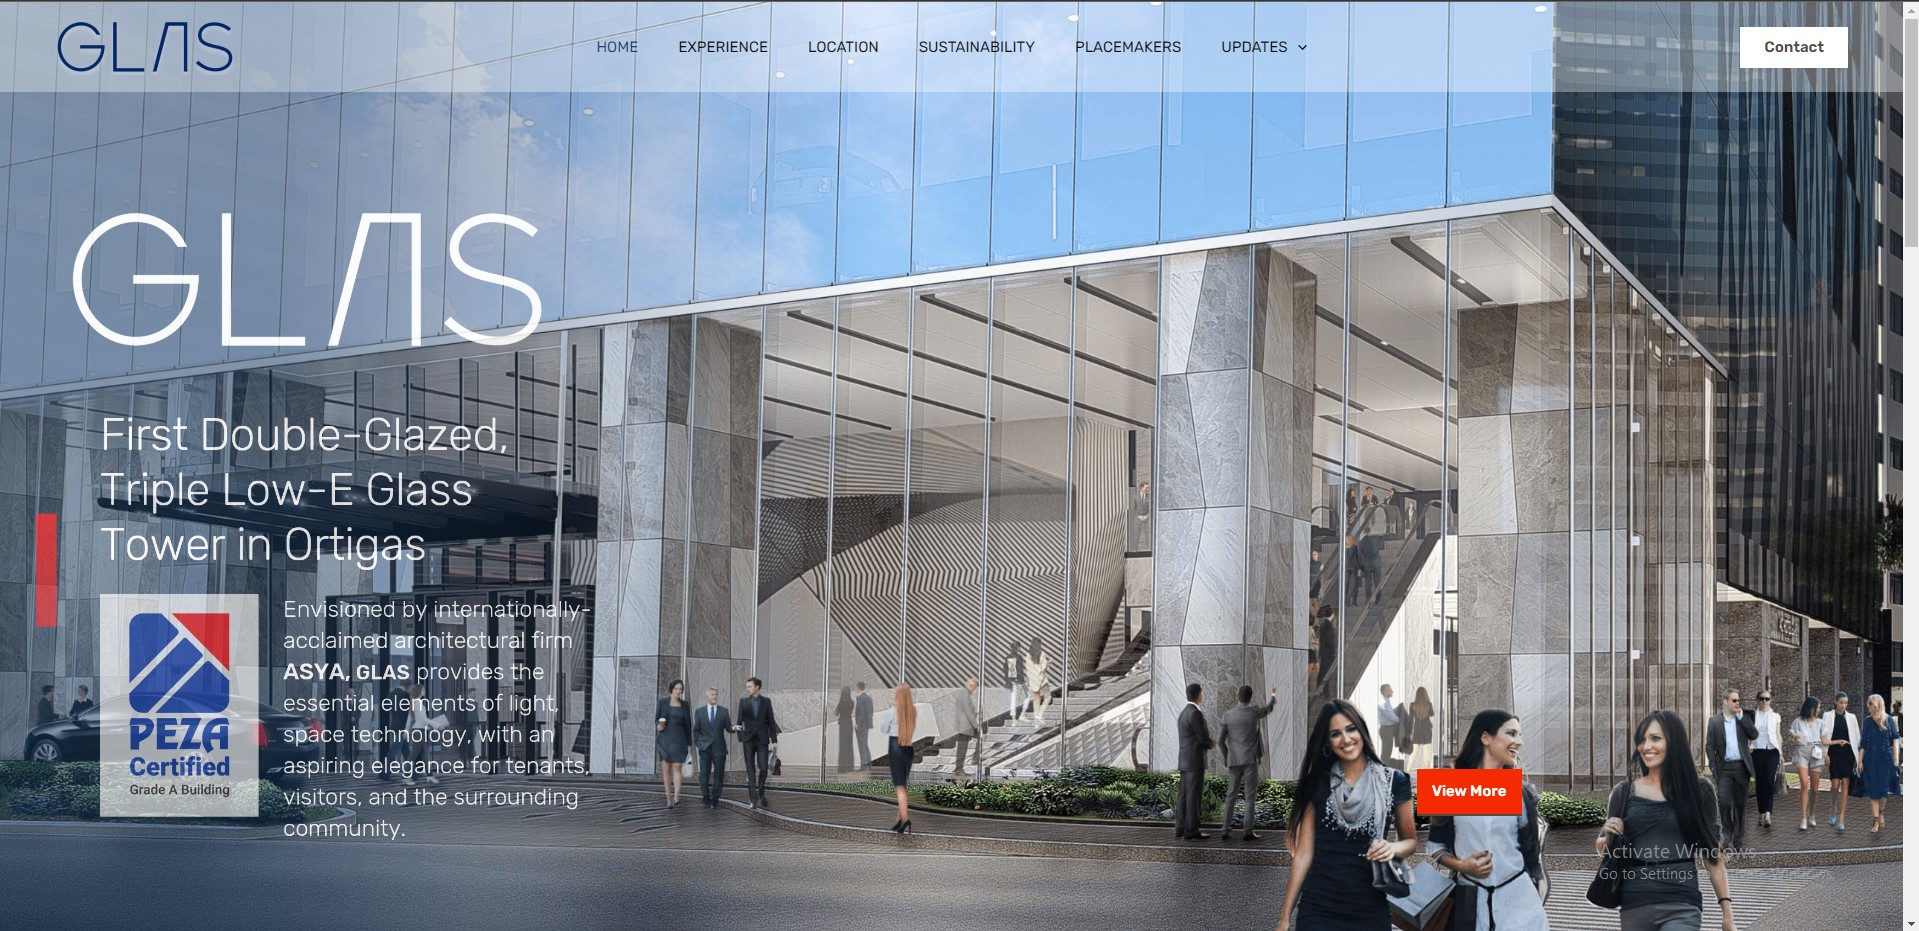 GLAS
HOME EXPERIENCE LOCATION SUSTAINABILITY PLACEMAKERS UPDATES
Contact
GLAS
First Double-Glazed,
Triple Low-E Glass
Tower in Ortigas
PEZA
Certified
Grade A Building
Envisioned by internationally-
acclaimed architectural firm
ASYA, GLAS provides the
essential elements of light,
space technology, with an
aspiring elegance for tenants,
visitors, and the surrounding
community.
View More
Activate Windows
Go to Settings to activate Windows.